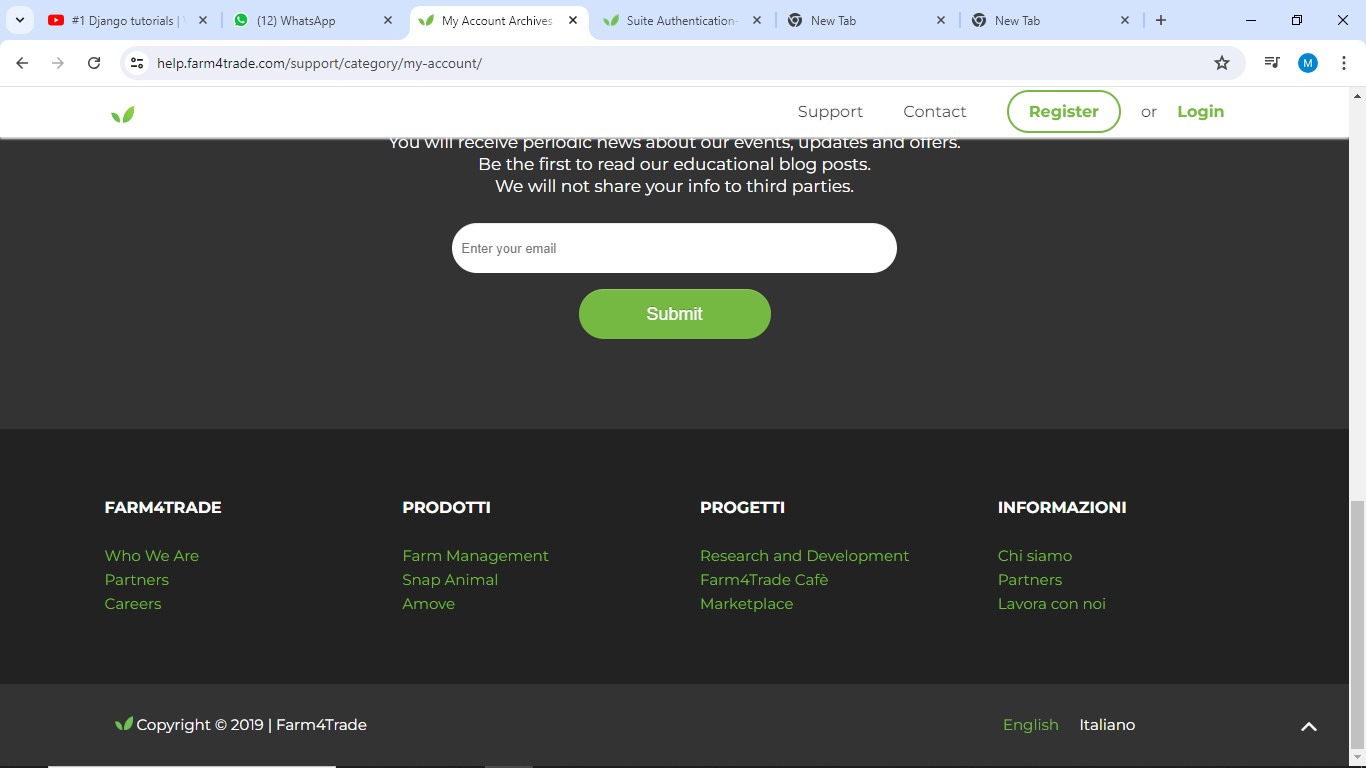 #1 Django tutorials |
(12) WhatsApp
My Account Archives
Suite Authentication-
New Tab
New Tab
help.farm4trade.com/support/category/my-account/
M
Support
Contact
Register
or
Login
You will receive periodic news about our events, updates and offers.
Be the first to read our educational blog posts.
We will not share your info to third parties.
Enter your email
Submit
FARM4TRADE
Who We Are
Partners
Careers
PRODOTTI
Farm Management
Snap Animal
Amove
PROGETTI
Research and Development
Farm4Trade Cafè
Marketplace
INFORMAZIONI
Chi siamo
Partners
Lavora con noi
Copyright © 2019 | Farm4Trade
English
Italiano